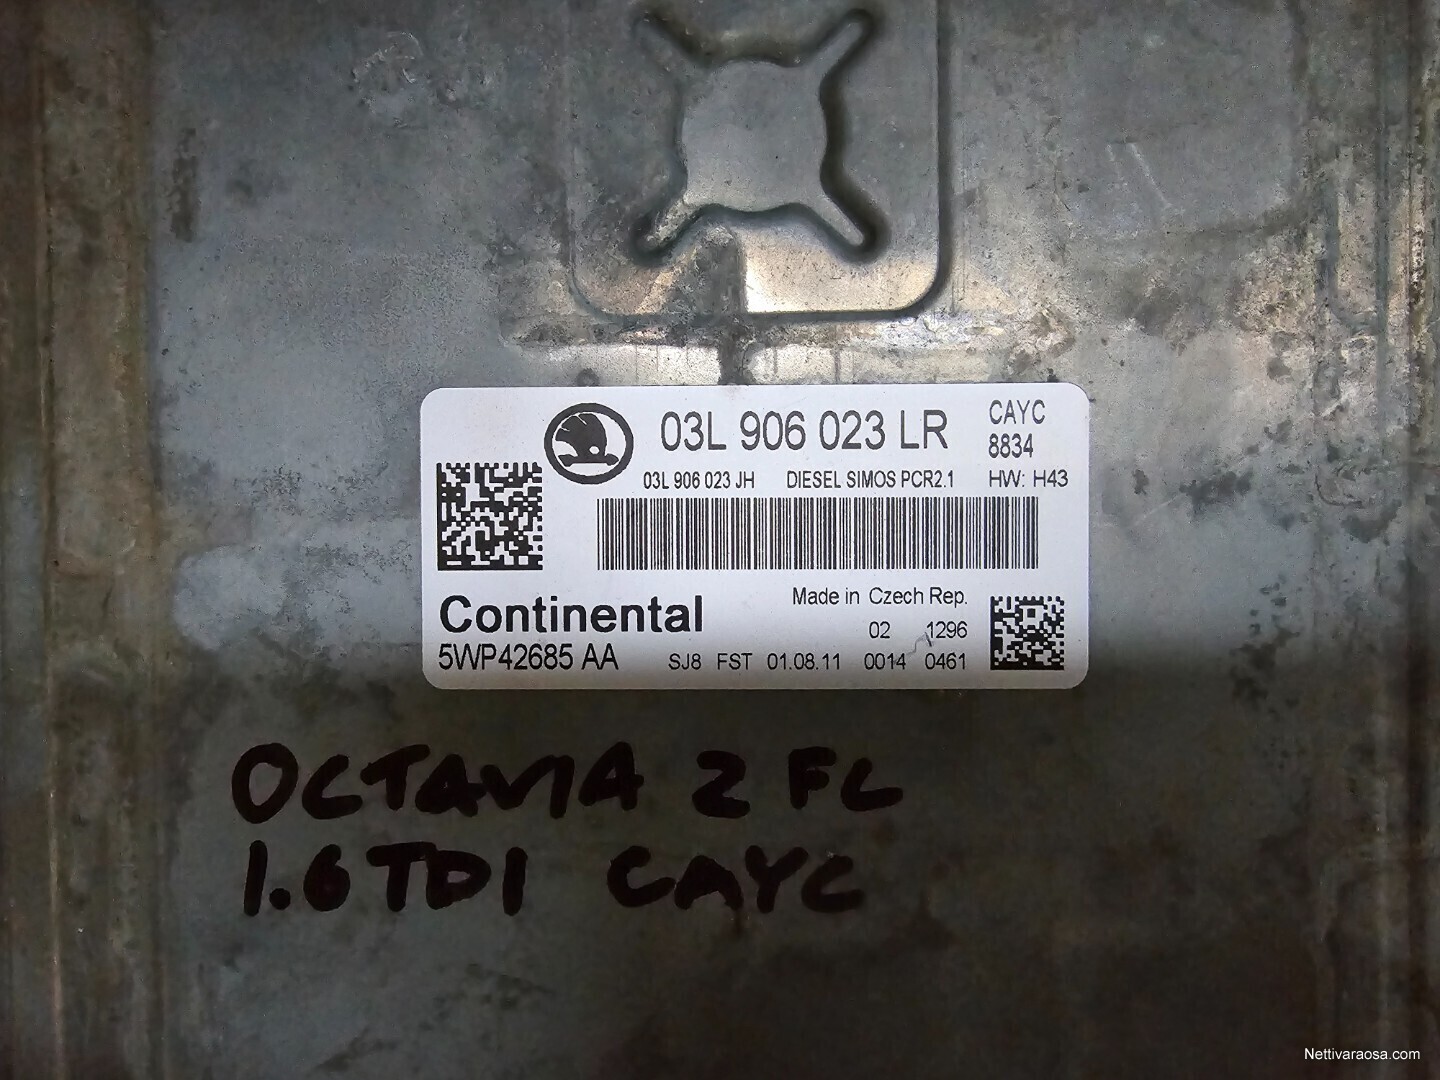 03L 906 023 LR
CAYC
8834
03L 906 023 JH DIESEL SIMOS PCR2.1 HW: H43
Continental
Made in Czech Rep.
02 1296
5WP42685 AA SJ8 FST 01.08.11 0014 0461
OCTAVIA 2 FL
1.6TDI CAYC
Nettivaraosa.com